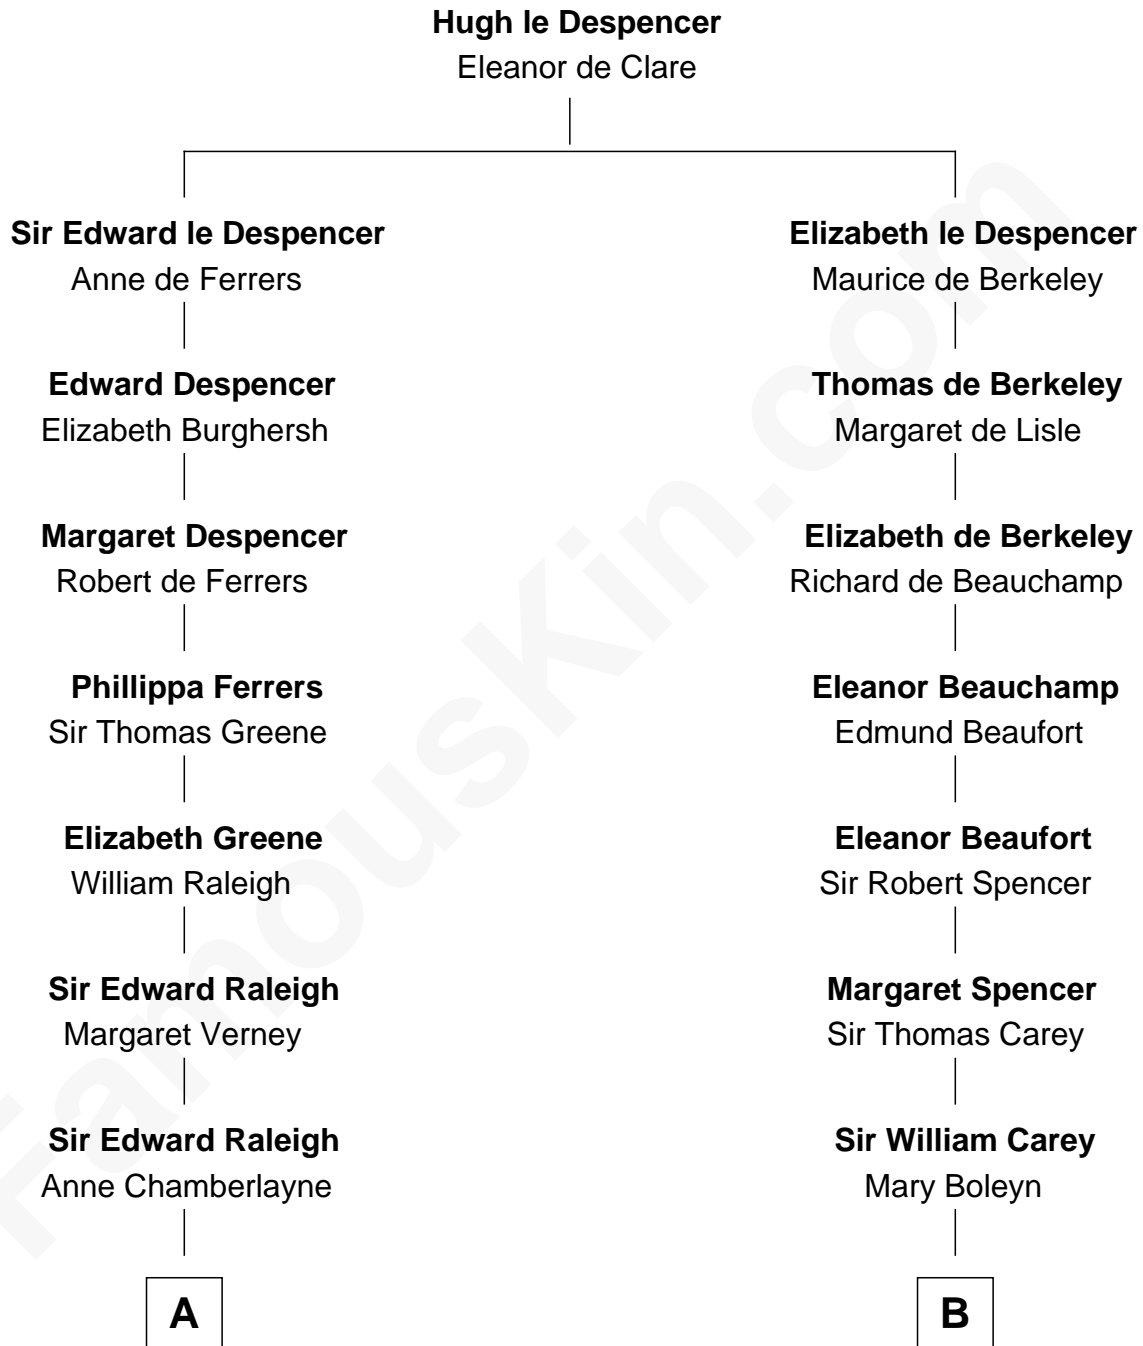 Hugh le Despencer
Eleanor de Clare
Sir Edward le Despencer
Anne de Ferrers
Elizabeth le Despencer
Maurice de Berkeley
Edward Despencer
Elizabeth Burghersh
Thomas de Berkeley
Margaret de Lisle
Margaret Despencer
Robert de Ferrers
Elizabeth de Berkeley
Richard de Beauchamp
Phillippa Ferrers
Sir Thomas Greene
Eleanor Beauchamp
Edmund Beaufort
Elizabeth Greene
William Raleigh
Eleanor Beaufort
Sir Robert Spencer
Sir Edward Raleigh
Margaret Verney
Margaret Spencer
Sir Thomas Carey
Sir Edward Raleigh
Anne Chamberlayne
Sir William Carey
Mary Boleyn
A
B
FamousKin.com